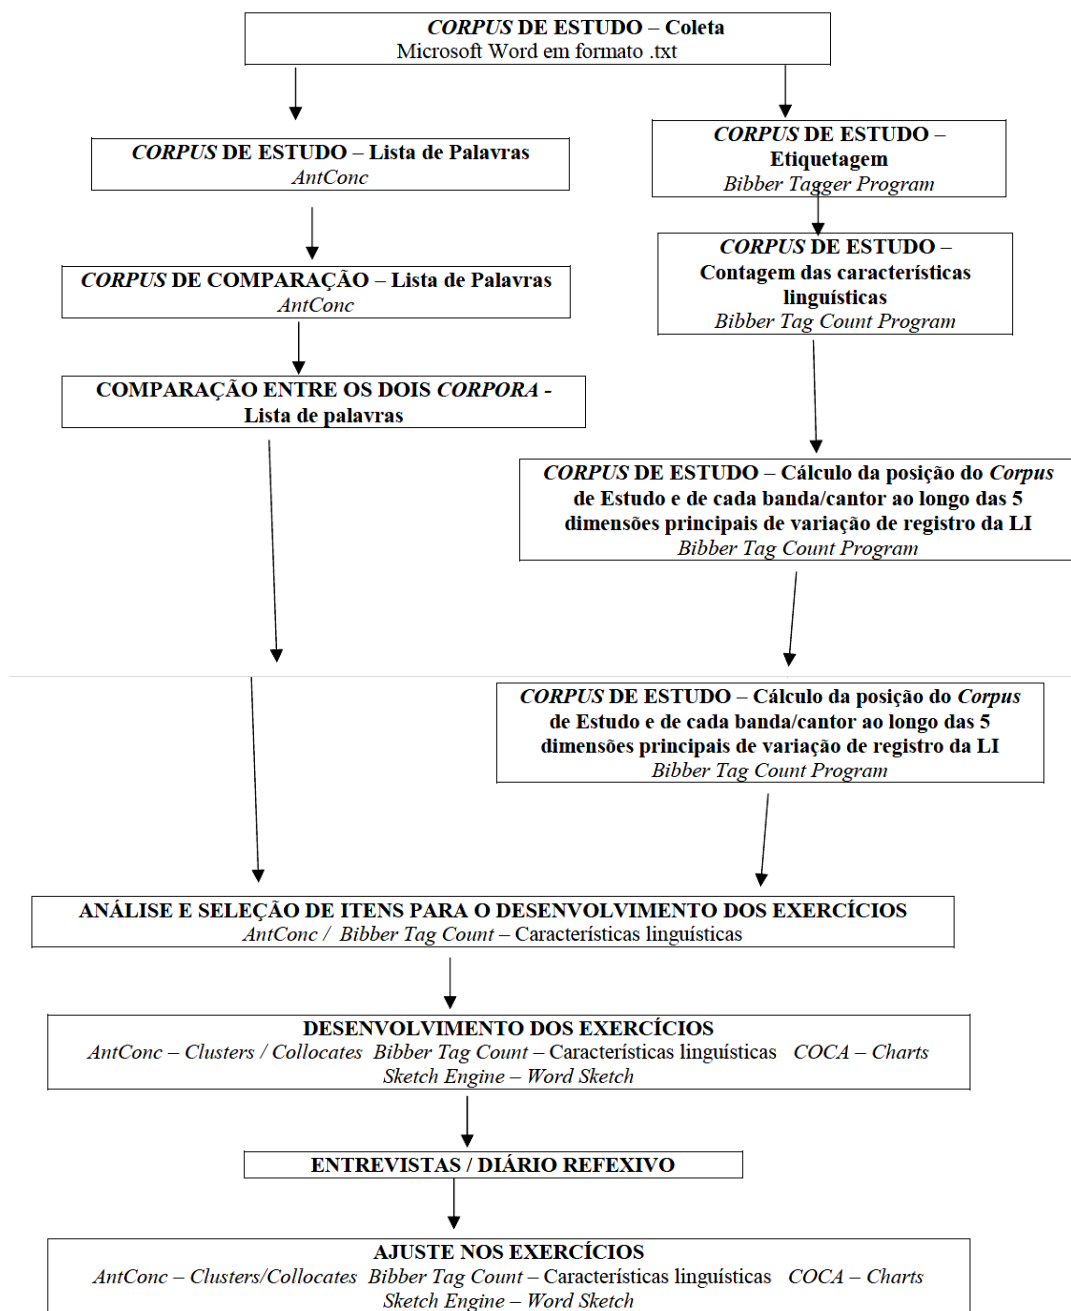 CORPUS DE ESTUDO – Coleta
Microsoft Word em formato .txt
CORPUS DE ESTUDO – Lista de Palavras
AntConc
CORPUS DE ESTUDO –
Etiquetagem
Bibber Tagger Program
CORPUS DE ESTUDO –
Contagem das características
linguísticas
Bibber Tag Count Program
CORPUS DE COMPARAÇÃO – Lista de Palavras
AntConc
COMPARAÇÃO ENTRE OS DOIS CORPORA -
Lista de palavras
CORPUS DE ESTUDO – Cálculo da posição do Corpus
de Estudo e de cada banda/cantor ao longo das 5
dimensões principais de variação de registro da LI
Bibber Tag Count Program
CORPUS DE ESTUDO – Cálculo da posição do Corpus
de Estudo e de cada banda/cantor ao longo das 5
dimensões principais de variação de registro da LI
Bibber Tag Count Program
ANÁLISE E SELEÇÃO DE ITENS PARA O DESENVOLVIMENTO DOS EXERCÍCIOS
AntConc / Bibber Tag Count – Características linguísticas
DESENVOLVIMENTO DOS EXERCÍCIOS
AntConc – Clusters / Collocates Bibber Tag Count – Características linguísticas COCA – Charts
Sketch Engine – Word Sketch
ENTREVISTAS / DIÁRIO REFEXIVO
AJUSTE NOS EXERCÍCIOS
AntConc – Clusters/Collocates Bibber Tag Count – Características linguísticas COCA – Charts
Sketch Engine – Word Sketch